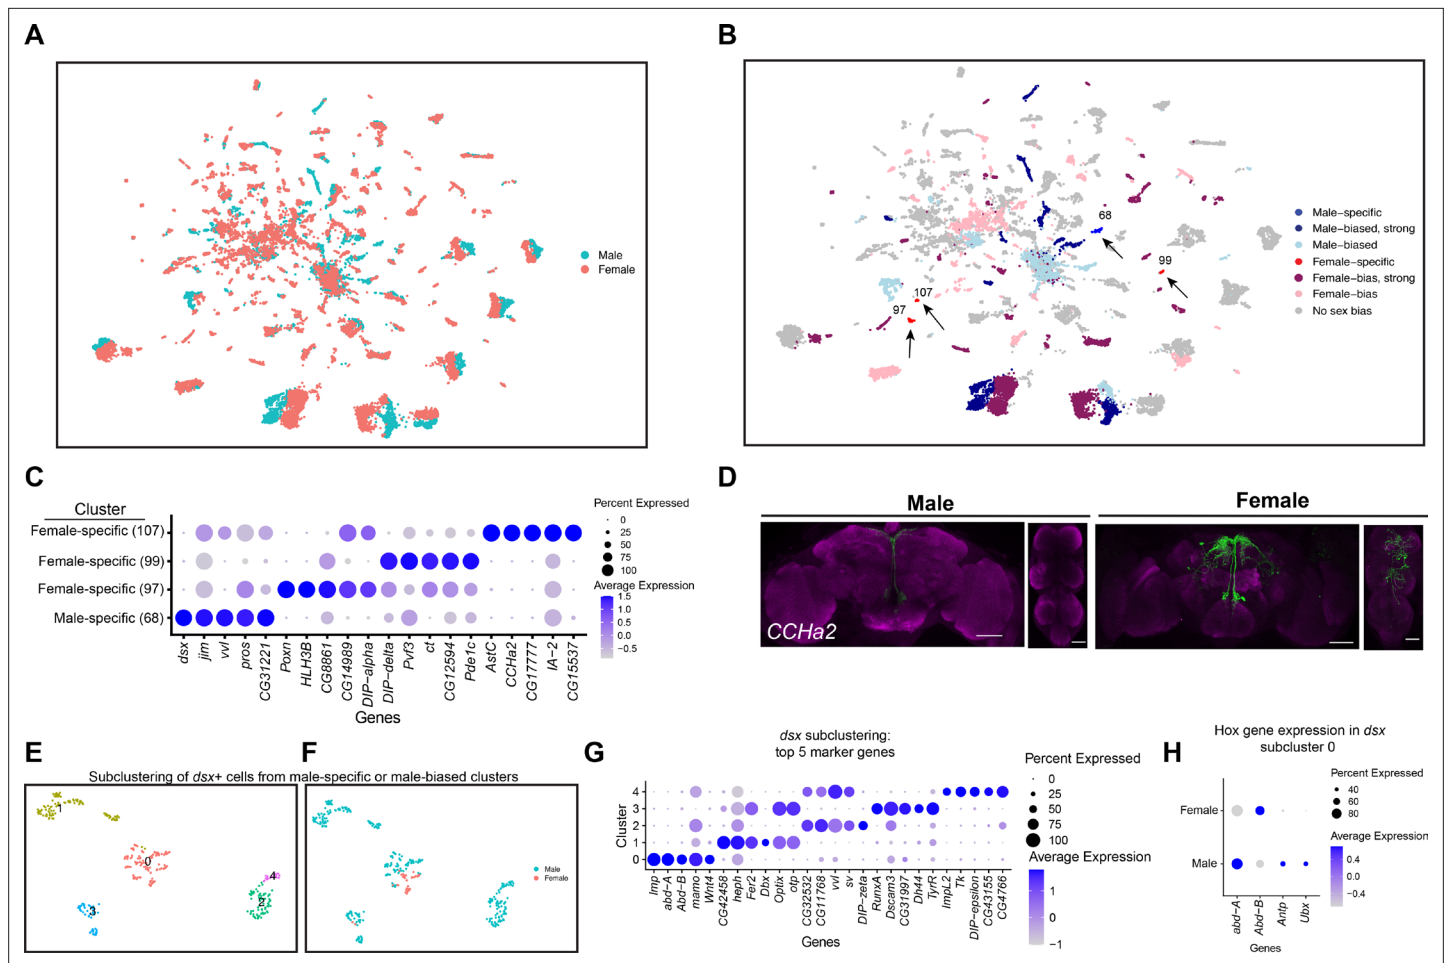 A
Male
Female
B
68
99
107
97
Male−specific
Male−biased, strong
Male−biased
Female−specific
Female−bias, strong
Female−bias
No sex bias
C
Cluster
Female-specific (107)
Female-specific (99)
Female-specific (97)
Male-specific (68)
dsx
jim
vvl
pros
CG31221
Poxn
HLH3B
CG8861
CG14989
DIP−alpha
DIP−delta
Pvf3
ct
CG12594
Pde1c
AstC
CCHa2
CG17777
IA−2
CG15537
Genes
Percent Expressed
0
25
50
75
100
Average Expression
1.5
1.0
0.5
0.0
−0.5
D
Male
Female
CCHa2
E
F
Subclustering of dsx+ cells from male-specific or male-biased clusters
1
0
4
2
3
Male
Female
G
dsx subclustering:
top 5 marker genes
Cluster
4
3
2
1
0
Imp
abd−A
Abd−B
mamo
Wnt4
CG42458
heph
Fer2
Dbx
Optix
otp
CG32532
CG11768
vvl
sv
DIP−zeta
RunxA
Dscam3
CG31997
Dh44
TyrR
ImpL2
Tk
DIP−epsilon
CG43155
CG4766
Genes
Percent Expressed
0
25
50
75
100
Average Expression
1
0
−1
H
Hox gene expression in dsx
subcluster 0
Female
Male
abd−A
Abd−B
Antp
Ubx
Genes
Percent Expressed
40
60
80
Average Expression
0.4
0.0
−0.4